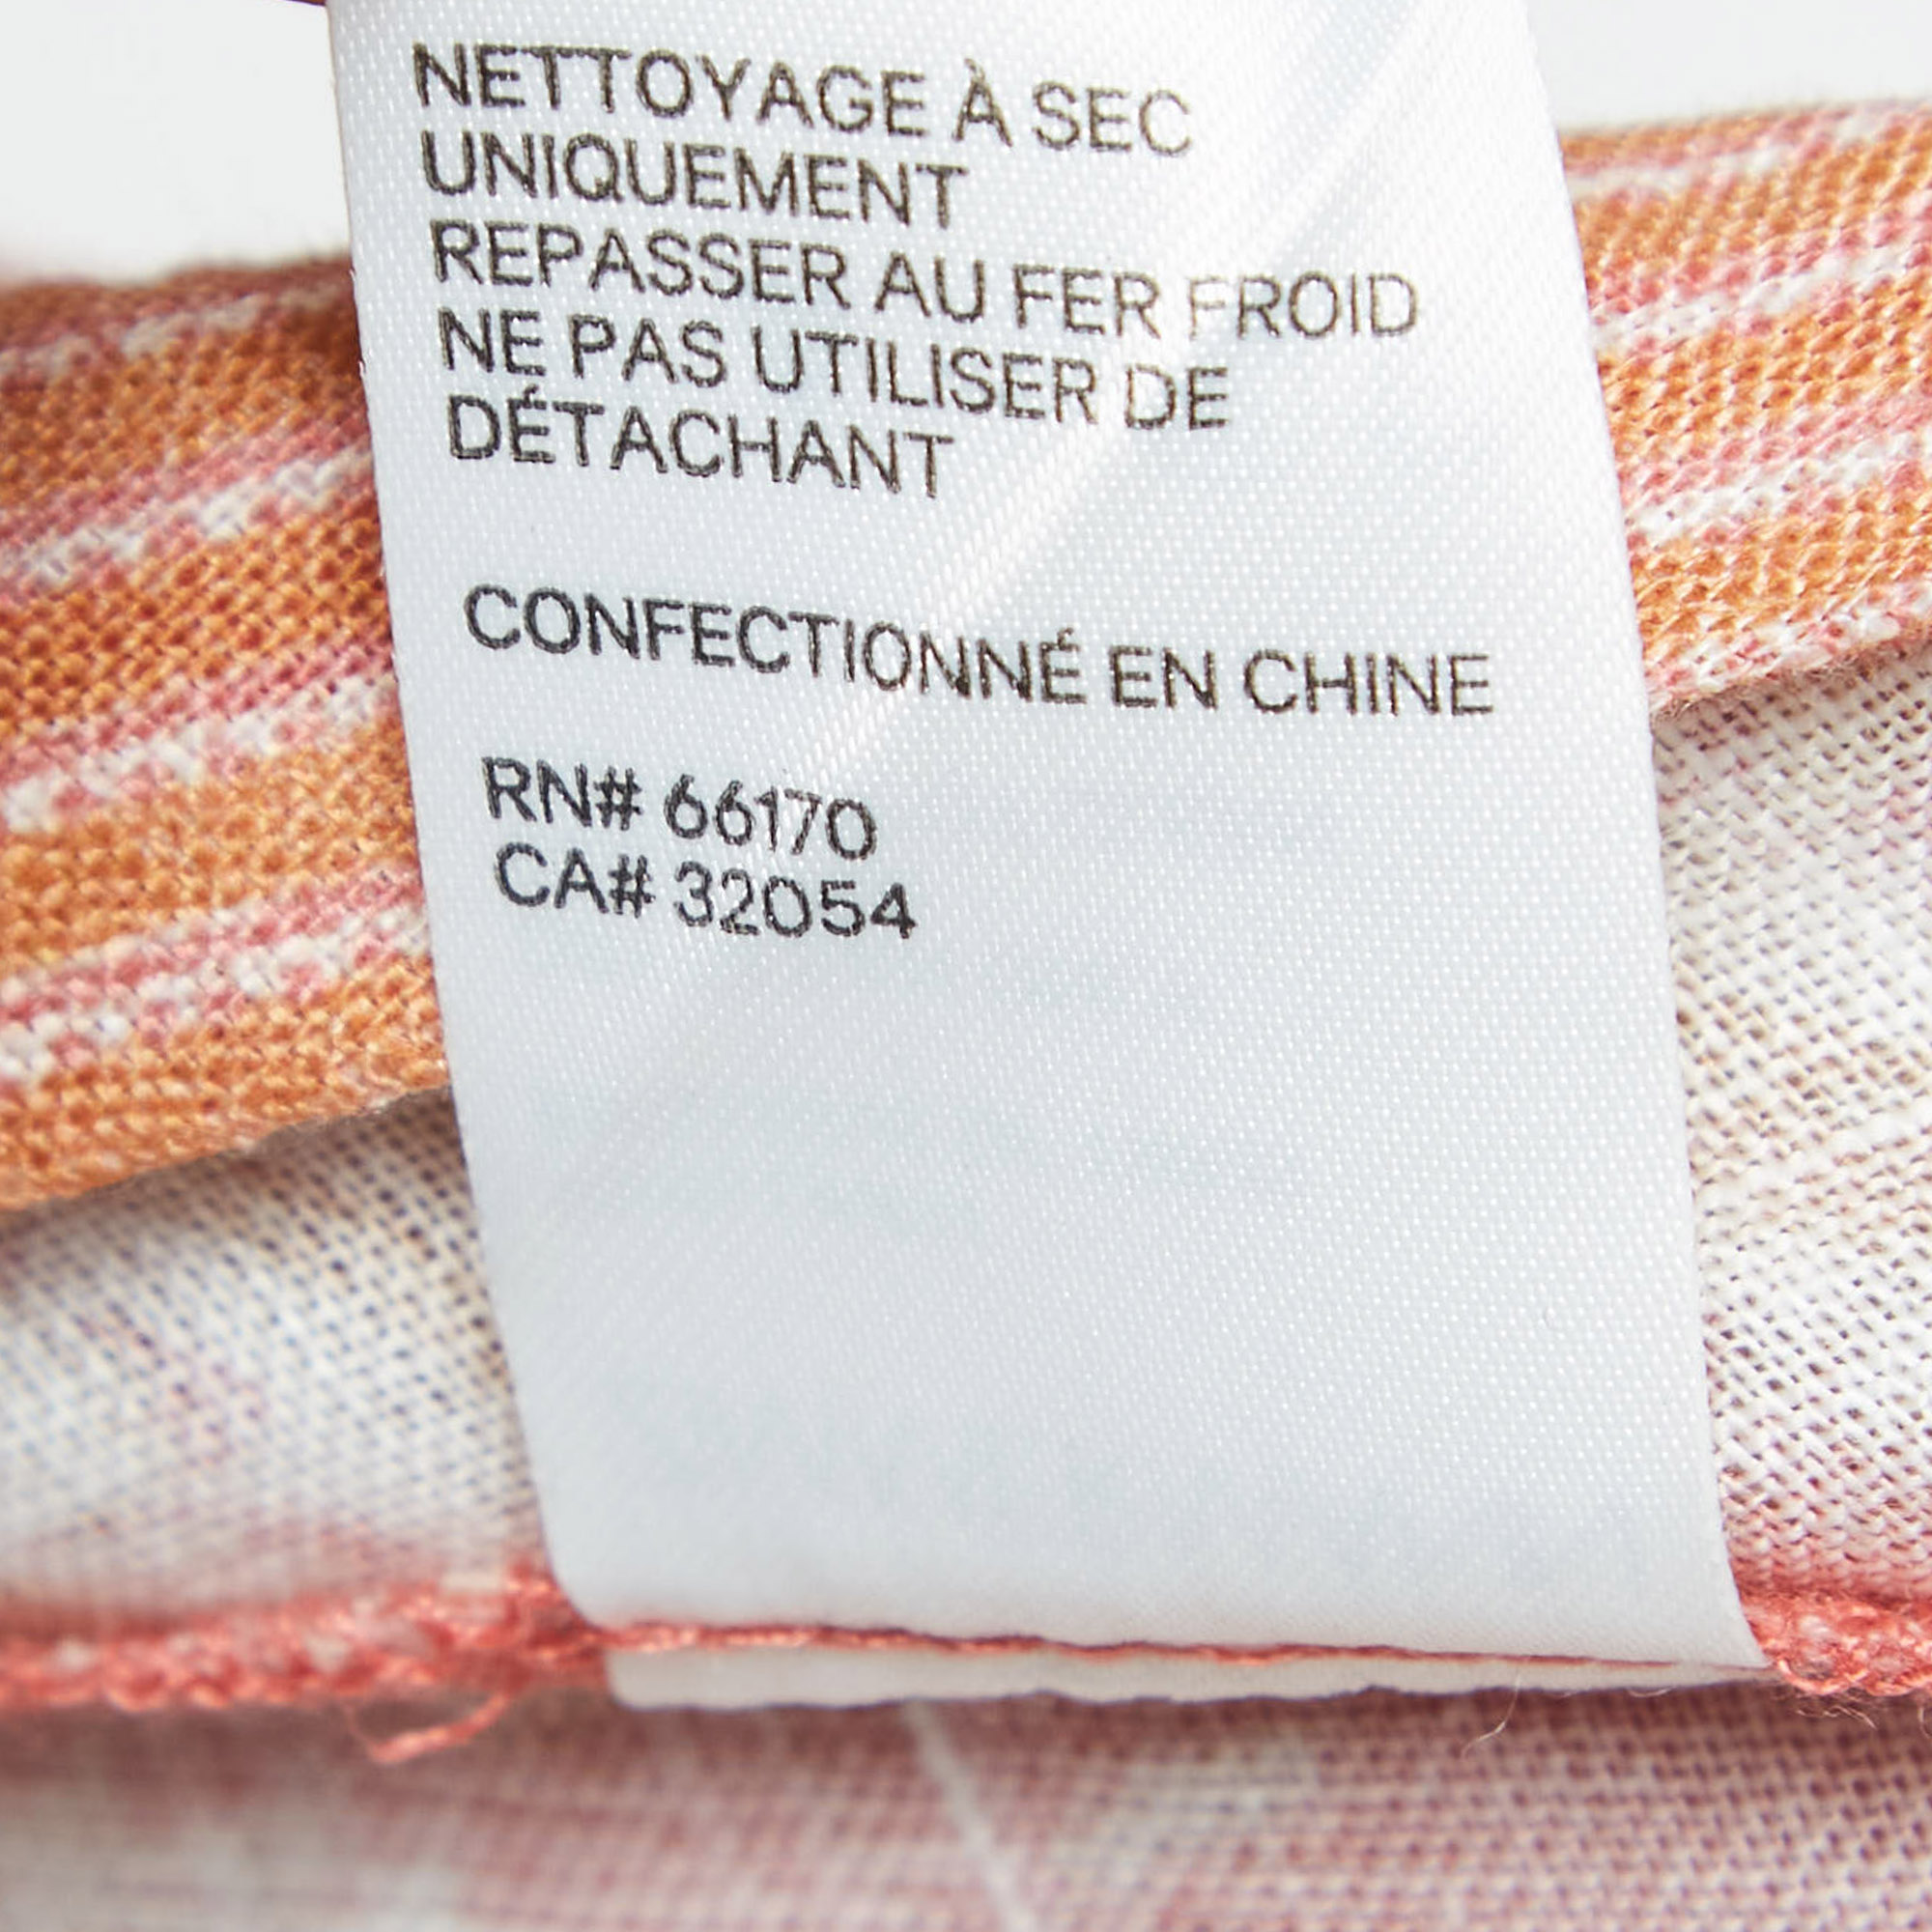 NETTOYAGE À SEC
UNIQUEMENT
REPASSER AU FER FROID
NE PAS UTILISER DE
DÉTACHANT
CONFECTIONNÉ EN CHINE
RN# 66170
CA# 32054